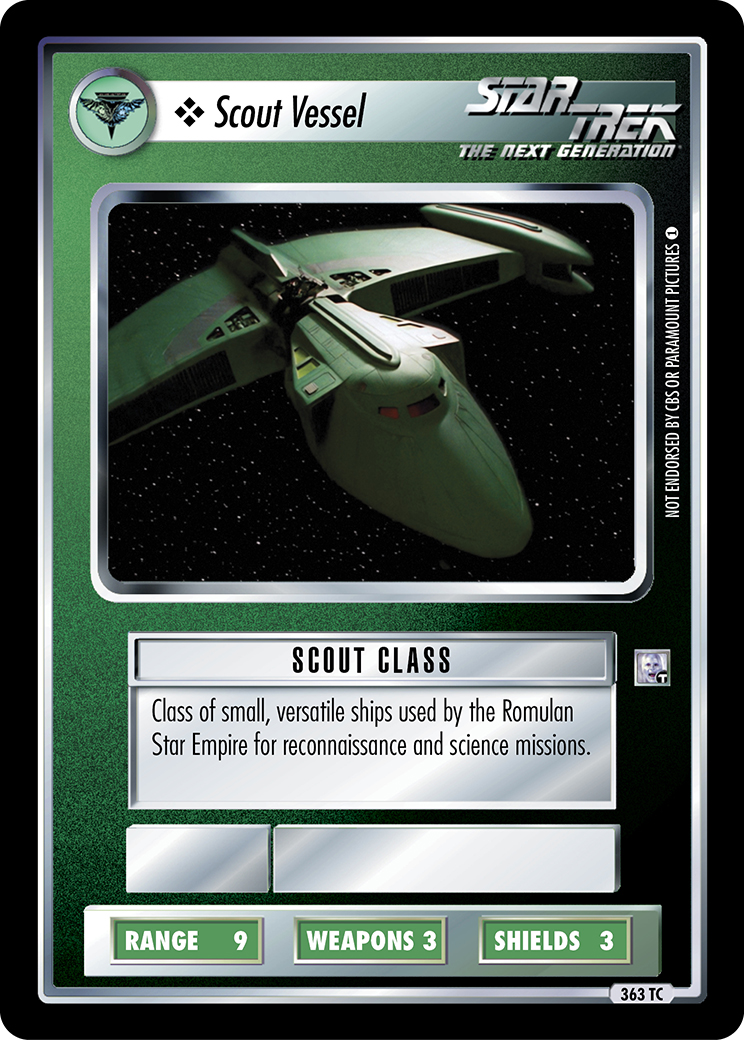 ❖ Scout Vessel
STAR TREK
THE NEXT GENERATION
NOT ENDORSED BY CBS OR PARAMOUNT PICTURES 1
SCOUT CLASS
T
Class of small, versatile ships used by the Romulan
Star Empire for reconnaissance and science missions.
RANGE 9 WEAPONS 3 SHIELDS 3
363 TC